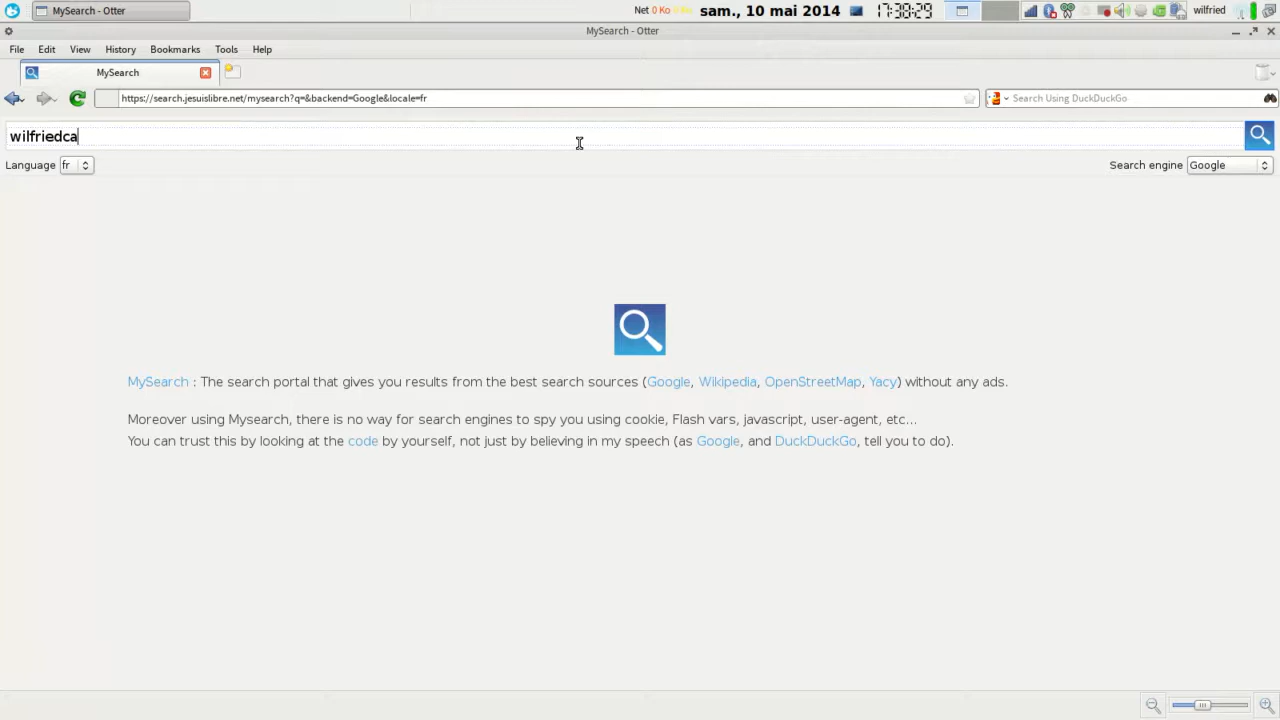 MySearch - Otter
Net 0 Ko
sam., 10 mai 2014
17:38:29
wilfried
MySearch - Otter
File Edit View History Bookmarks Tools Help
MySearch
https://search.jesuislibre.net/mysearch?q=&backend=Google&locale=fr
Search Using DuckDuckGo
wilfriedca
Language fr
Search engine Google
MySearch : The search portal that gives you results from the best search sources (Google, Wikipedia, OpenStreetMap, Yacy) without any ads.
Moreover using Mysearch, there is no way for search engines to spy you using cookie, Flash vars, javascript, user-agent, etc...
You can trust this by looking at the code by yourself, not just by believing in my speech (as Google, and DuckDuckGo, tell you to do).